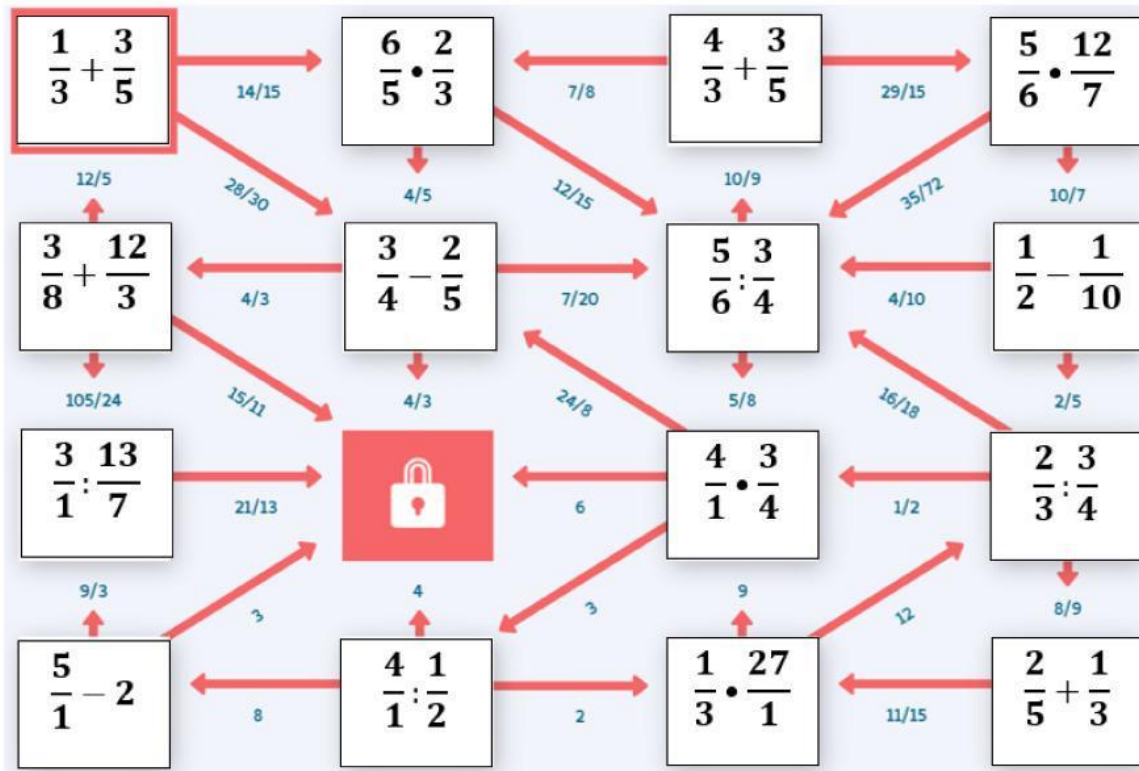 1/3 + 3/5
14/15
6/5 • 2/3
7/8
4/3 + 3/5
29/15
5/6 • 12/7
12/5
28/30
4/5
12/15
10/9
35/72
10/7
3/8 + 12/3
4/3
3/4 − 2/5
7/20
5/6 : 3/4
4/10
1/2 − 1/10
105/24
15/11
4/3
24/8
5/8
16/18
2/5
3/1 : 13/7
21/13
6
4/1 • 3/4
1/2
2/3 : 3/4
9/3
3
4
3
9
12
8/9
5/1 − 2
8
4/1 : 1/2
2
1/3 • 27/1
11/15
2/5 + 1/3